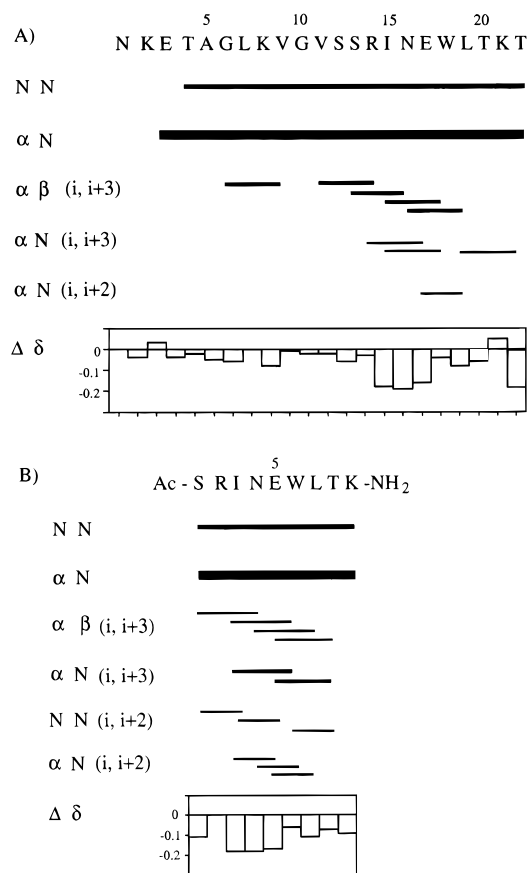 A)
5 10 15 20
N K E T A G L K V G V S S R I N E W L T K T
N N
α N
α β (i, i+3)
α N (i, i+3)
α N (i, i+2)
Δ δ
0
-0.1
-0.2
B)
5
Ac - S R I N E W L T K -NH2
N N
α N
α β (i, i+3)
α N (i, i+3)
N N (i, i+2)
α N (i, i+2)
Δ δ
0
-0.1
-0.2